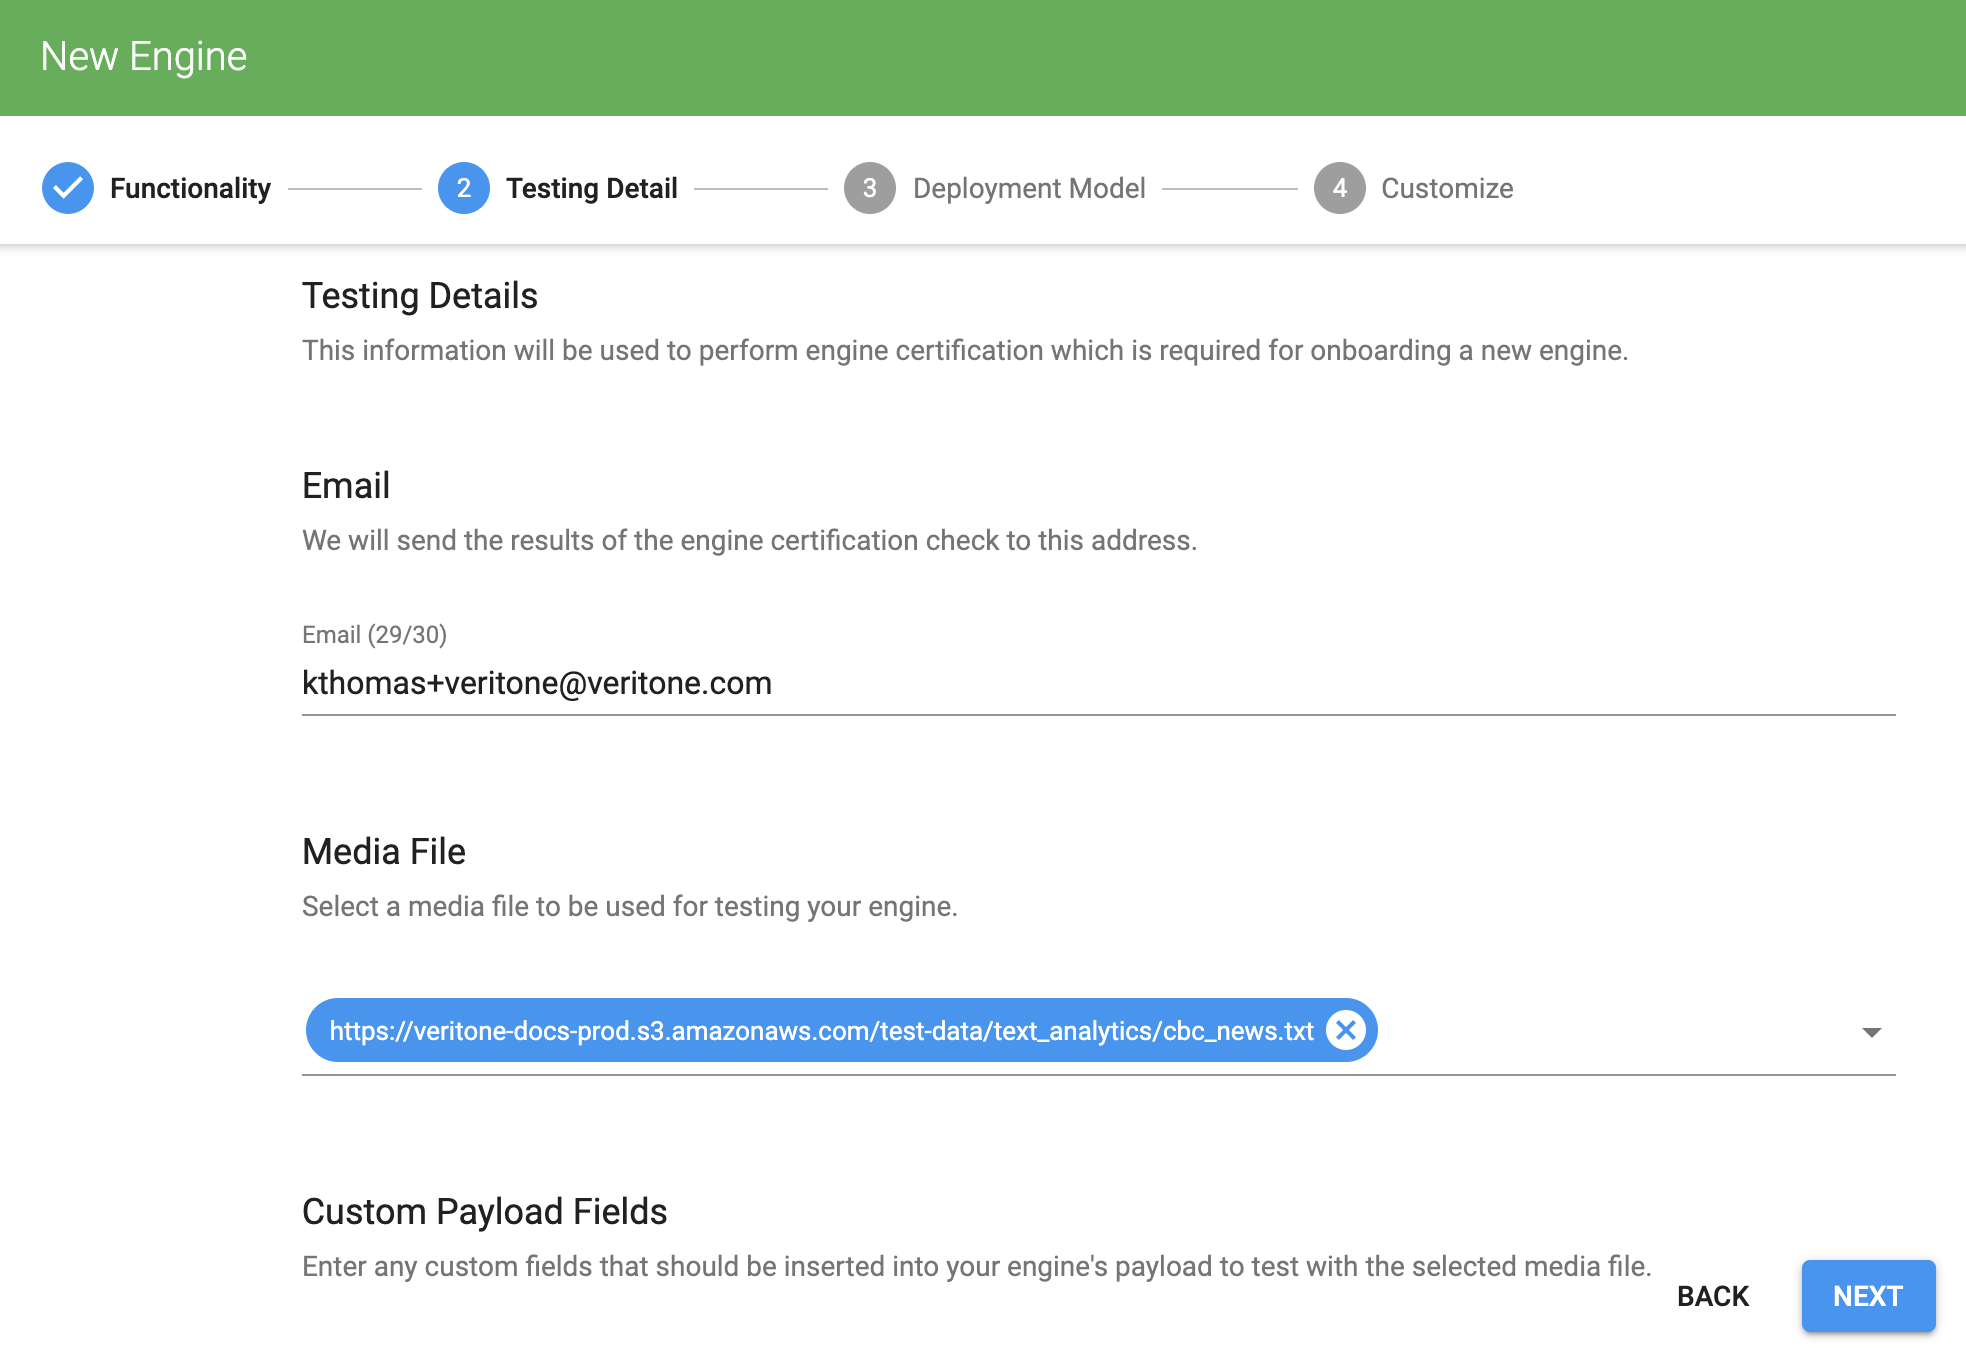 New Engine
Functionality
2 Testing Detail
3 Deployment Model
4 Customize
Testing Details
This information will be used to perform engine certification which is required for onboarding a new engine.
Email
We will send the results of the engine certification check to this address.
Email (29/30)
kthomas+veritone@veritone.com
Media File
Select a media file to be used for testing your engine.
https://veritone-docs-prod.s3.amazonaws.com/test-data/text_analytics/cbc_news.txt
Custom Payload Fields
Enter any custom fields that should be inserted into your engine's payload to test with the selected media file.
BACK
NEXT